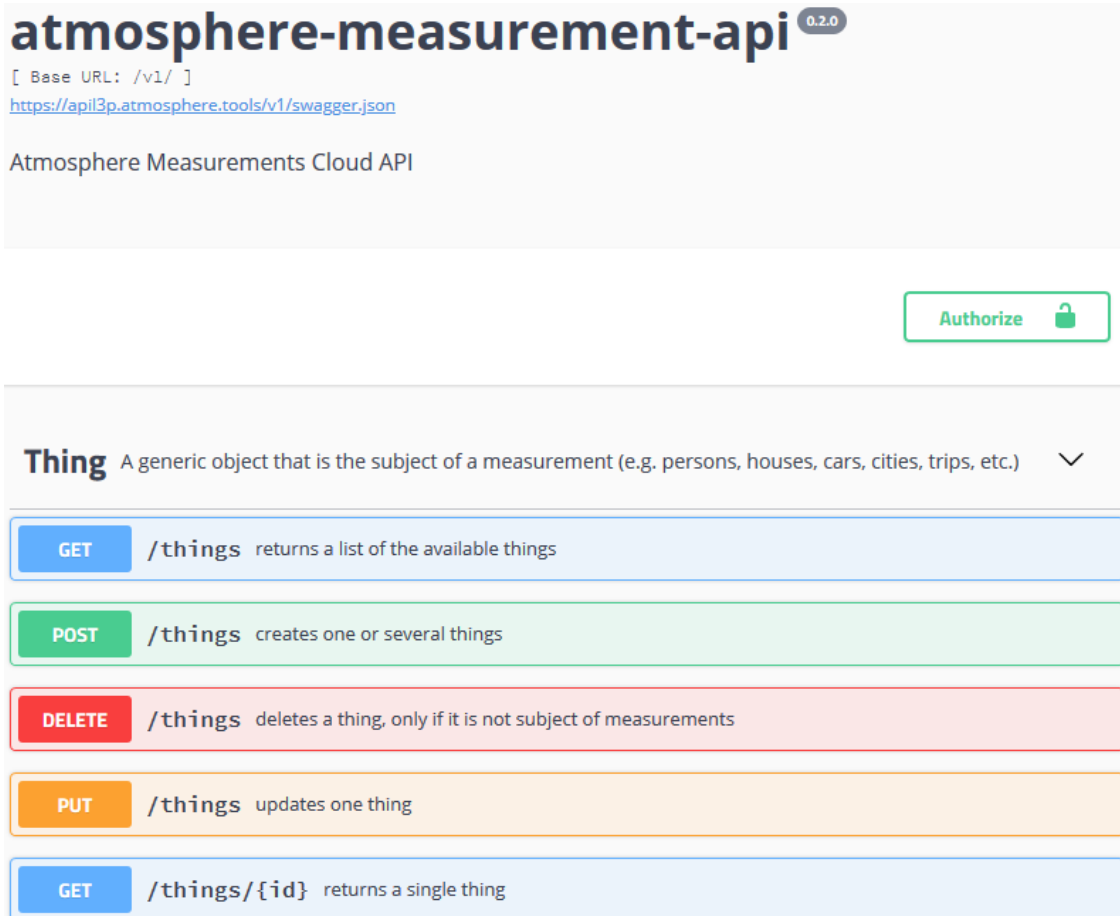 atmosphere-measurement-api 0.2.0
[ Base URL: /v1/ ]
https://apil3p.atmosphere.tools/v1/swagger.json
Atmosphere Measurements Cloud API
Authorize
Thing A generic object that is the subject of a measurement (e.g. persons, houses, cars, cities, trips, etc.)
GET /things returns a list of the available things
POST /things creates one or several things
DELETE /things deletes a thing, only if it is not subject of measurements
PUT /things updates one thing
GET /things/{id} returns a single thing